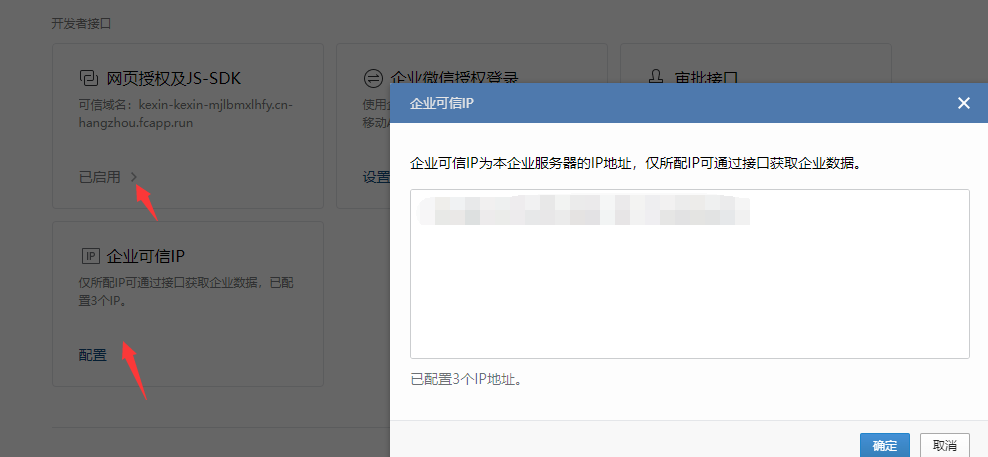 开发者接口
网页授权及JS-SDK
可信域名：kexin-kexin-mjlbmxlhfy.cn-
hangzhou.fcapp.run
已启用
企业微信授权登录
使用
移动
设置
审批接口
IP 企业可信IP
仅所配IP可通过接口获取企业数据，已配
置3个IP。
配置
企业可信IP
企业可信IP为本企业服务器的IP地址，仅所配IP可通过接口获取企业数据。
已配置3个IP地址。
确定
取消